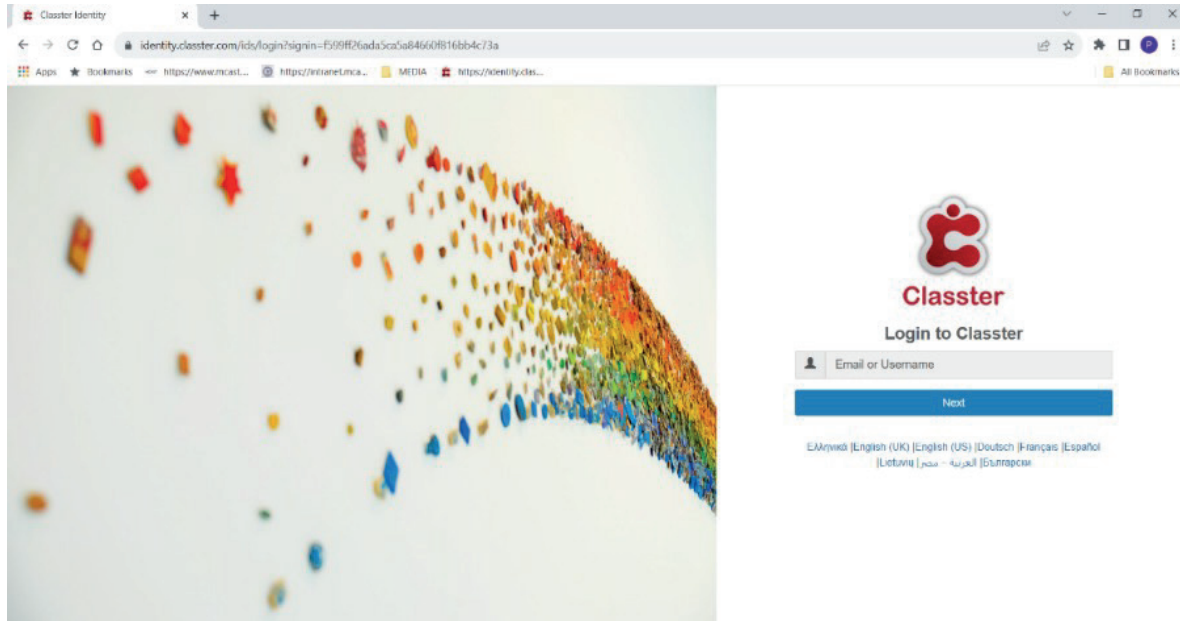 Classter Identity
identity.classter.com/ids/login?signin=f599ff26ada5ca5a84660f816bb4c73a
Apps Bookmarks https://www.mcast... https://intranet.mca... MEDIA https://identity.clas... All Bookmarks
P
Classter
Login to Classter
Email or Username
Next
Ελληνικά |English (UK) |English (US) |Deutsch |Français |Español
|Lietuvių |العربية - مصر |Български